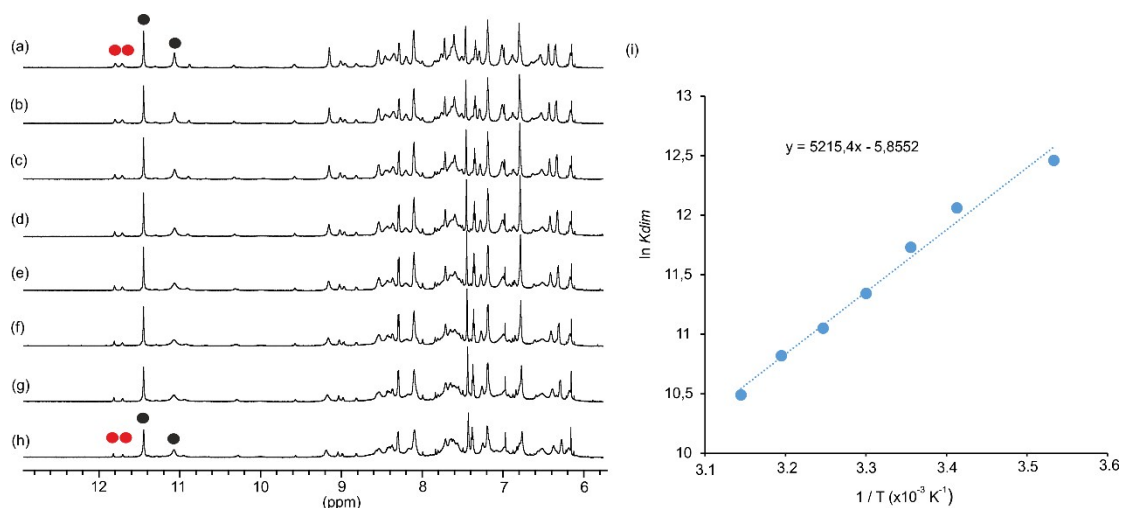 (a)
(b)
(c)
(d)
(e)
(f)
(g)
(h)
12 11 10 9 8 7 6
(ppm)
(i)
13
12,5
12
11,5
11
10,5
10
ln Kdim
y = 5215,4x - 5,8552
3.1 3.2 3.3 3.4 3.5 3.6
1 / T (x10⁻³ K⁻¹)